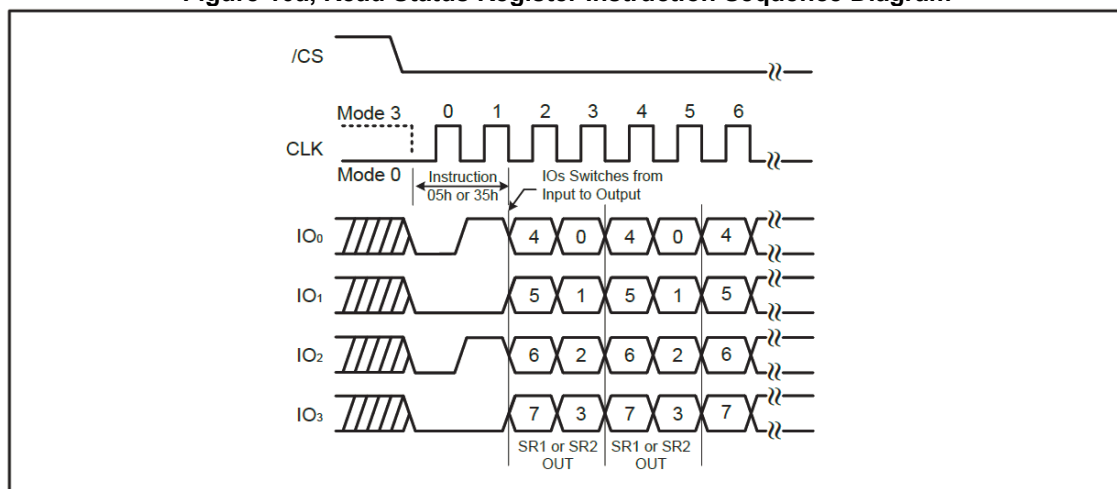 Figure 10a, Read Status Register Instruction Sequence Diagram
/CS
Mode 3 0 1 2 3 4 5 6
CLK
Mode 0
Instruction
05h or 35h
IOs Switches from
Input to Output
IO0 4 0 4 0 4
IO1 5 1 5 1 5
IO2 6 2 6 2 6
IO3 7 3 7 3 7
SR1 or SR2
OUT
SR1 or SR2
OUT